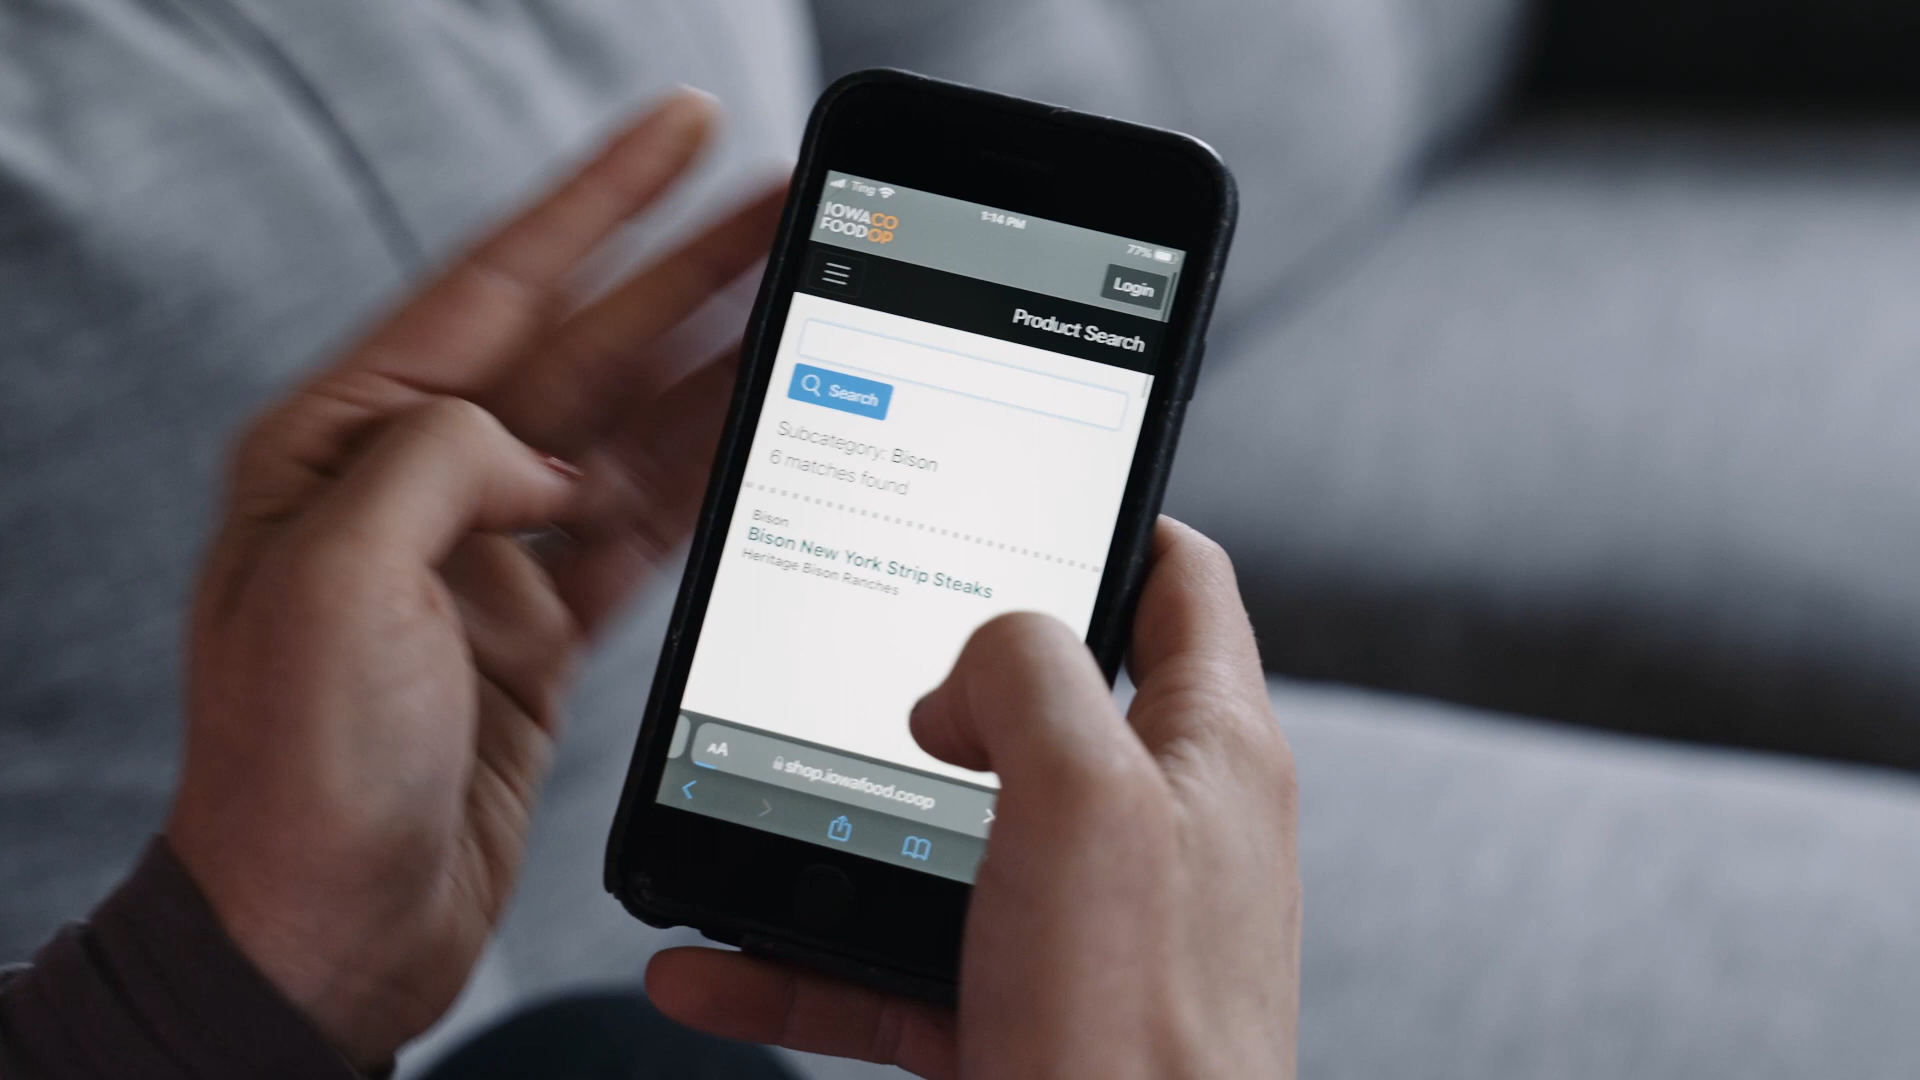 Ting
1:14 PM
77%
IOWA CO
FOOD OP
Login
Product Search
Search
Subcategory: Bison
6 matches found
Bison
Bison New York Strip Steaks
Heritage Bison Ranches
AA
shop.iowafood.coop